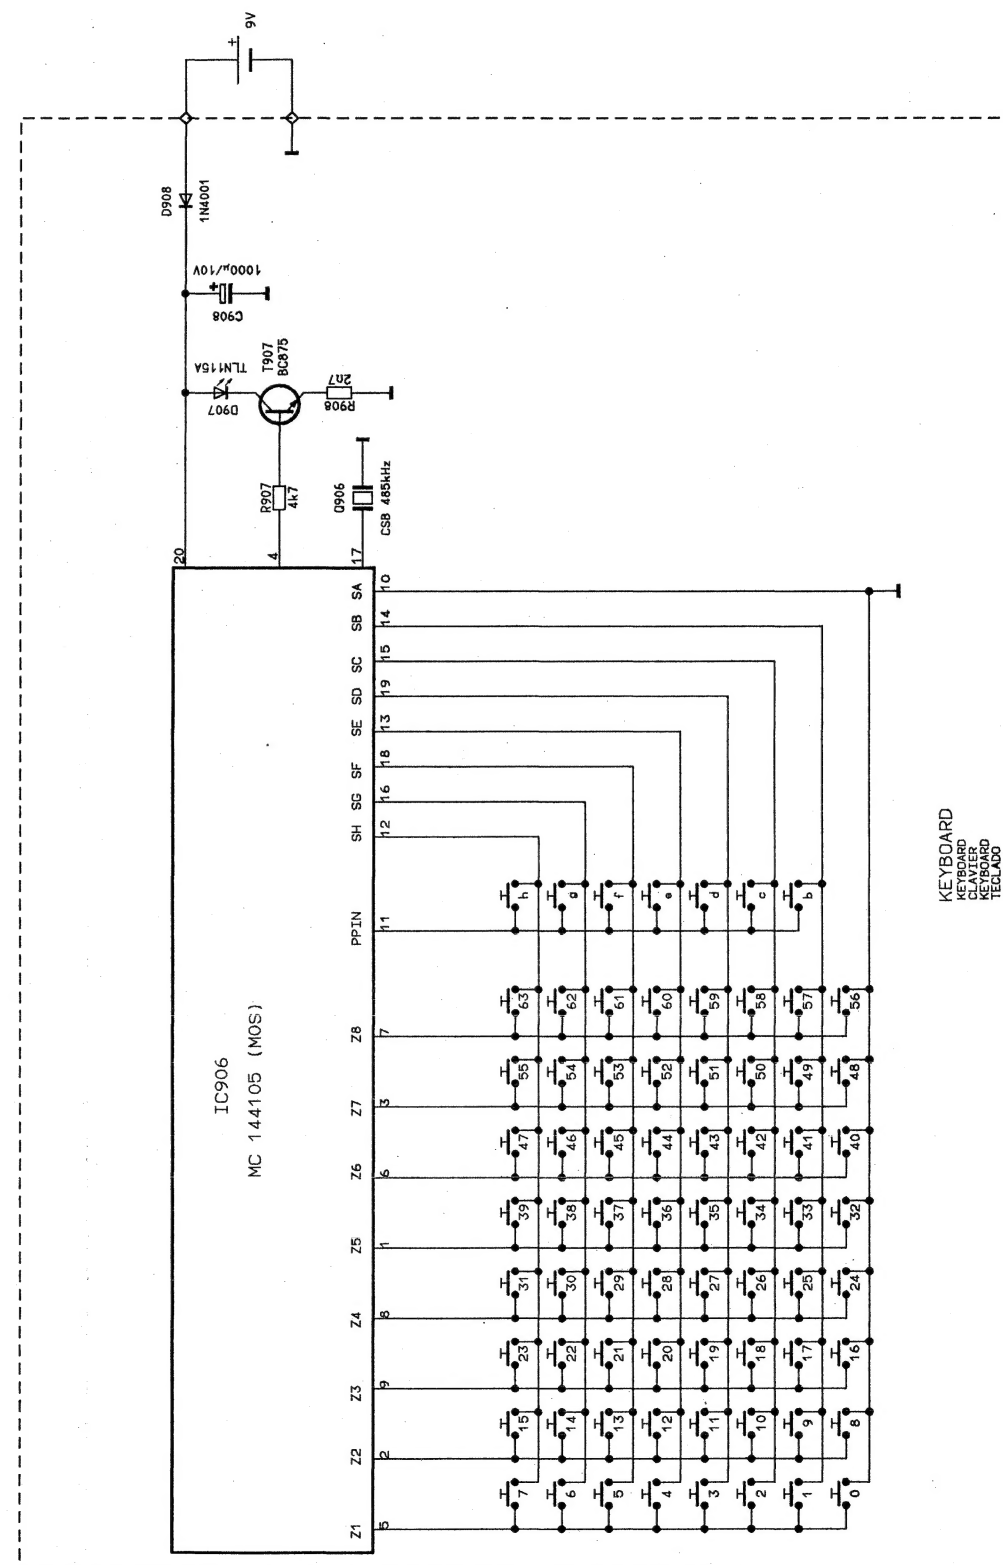 9V
+
D908
1N4001
1000µ/10V
+
C908
TLN115A
D907
T907
BC875
2Ω7
R908
R907
4k7
Q906
CSB 485kHz
20
4
17
SA
10
SB
14
SC
15
SD
19
SE
13
SF
18
SG
16
SH
12
PPIN
11
h
g
f
e
d
c
b
IC906
MC 144105 (MOS)
Z8
7
63
62
61
60
59
58
57
56
Z7
3
55
54
53
52
51
50
49
48
Z6
6
47
46
45
44
43
42
41
40
Z5
1
39
38
37
36
35
34
33
32
Z4
8
31
30
29
28
27
26
25
24
Z3
9
23
22
21
20
19
18
17
16
Z2
2
15
14
13
12
11
10
9
8
Z1
5
7
6
5
4
3
2
1
0
KEYBOARD
KEYBOARD
CLAVIER
KEYBOARD
TECLADO